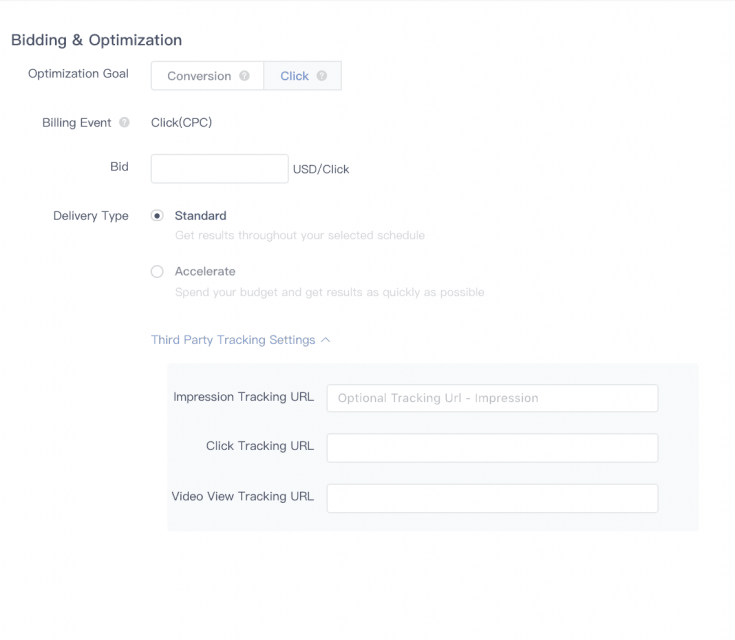 Bidding & Optimization
Optimization Goal Conversion ? Click ?
Billing Event ? Click(CPC)
Bid USD/Click
Delivery Type Standard
Get results throughout your selected schedule
Accelerate
Spend your budget and get results as quickly as possible
Third Party Tracking Settings
Impression Tracking URL Optional Tracking Url - Impression
Click Tracking URL
Video View Tracking URL